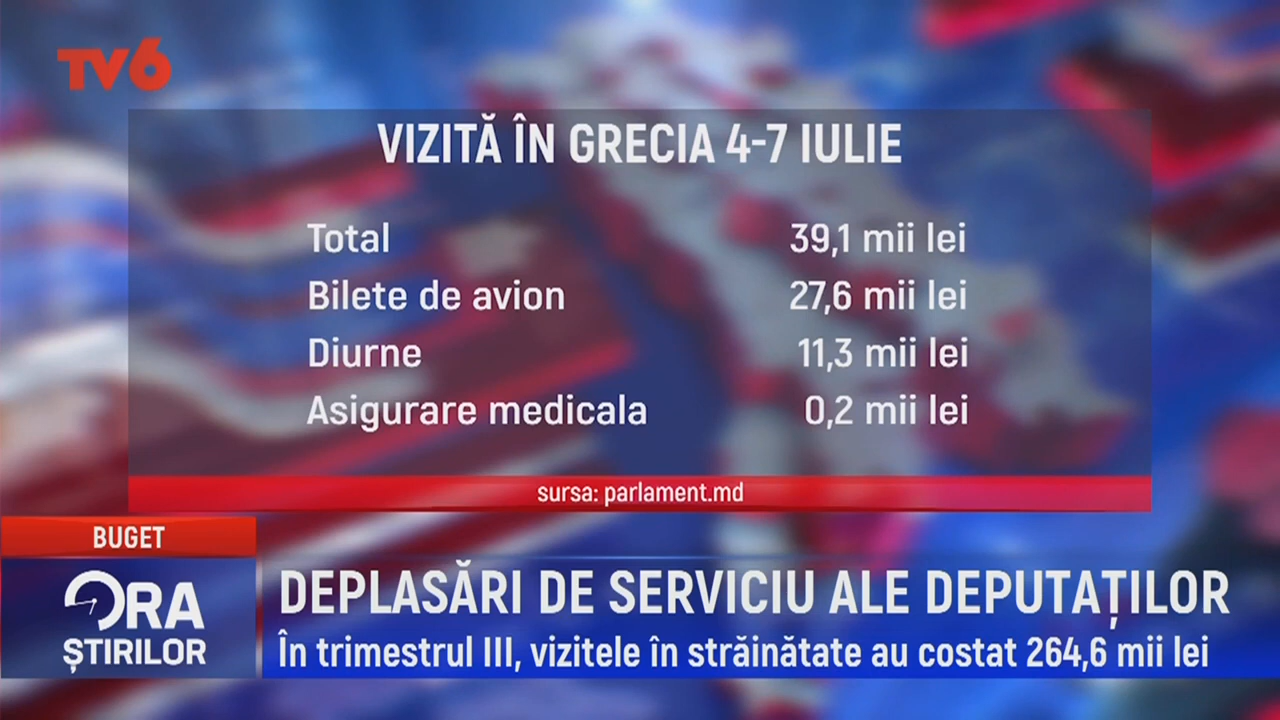 TV6
VIZITĂ ÎN GRECIA 4-7 IULIE
Total 39,1 mii lei
Bilete de avion 27,6 mii lei
Diurne 11,3 mii lei
Asigurare medicala 0,2 mii lei
sursa: parlament.md
BUGET
ORA
ȘTIRILOR
DEPLASĂRI DE SERVICIU ALE DEPUTAȚILOR
În trimestrul III, vizitele în străinătate au costat 264,6 mii lei